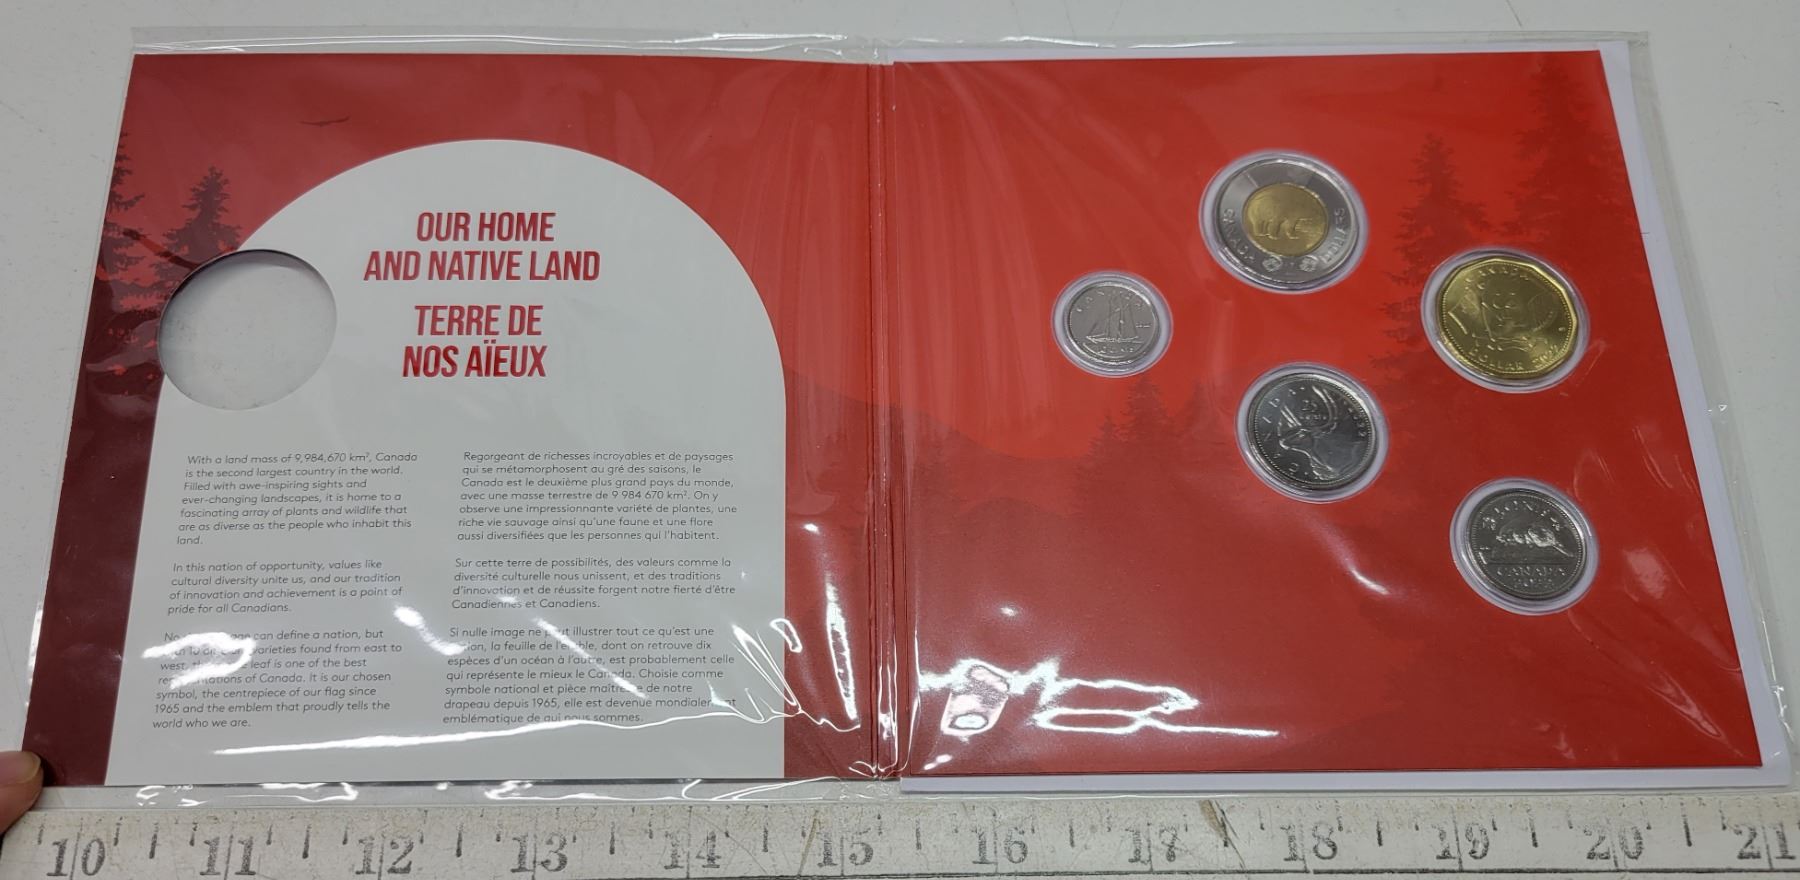 OUR HOME
AND NATIVE LAND
TERRE DE
NOS AÏEUX
With a land mass of 9,984,670 km², Canada
is the second largest country in the world.
Filled with awe-inspiring sights and
ever-changing landscapes, it is home to a
fascinating array of plants and wildlife that
are as diverse as the people who inhabit this
land.
In this nation of opportunity, values like
cultural diversity unite us, and our tradition
of innovation and achievement is a point of
pride for all Canadians.
No can define a nation, but
varieties found from east to
west, leaf is one of the best
of Canada. It is our chosen
symbol, the centrepiece of our flag since
1965 and the emblem that proudly tells the
world who we are.
Regorgeant de richesses incroyables et de paysages
qui se métamorphosent au gré des saisons, le
Canada est le deuxième plus grand pays du monde,
avec une masse terrestre de 9 984 670 km². On y
observe une impressionnante variété de plantes, une
riche vie sauvage ainsi qu'une faune et une flore
aussi diversifiées que les personnes qui l'habitent.
Sur cette terre de possibilités, des valeurs comme la
diversité culturelle nous unissent, et des traditions
d'innovation et de réussite forgent notre fierté d'être
Canadiennes et Canadiens.
Si nulle image ne peut illustrer tout ce qu'est une
la feuille de l'érable, dont on retrouve dix
espèces d'un océan à l'autre, est probablement celle
qui représente le mieux le Canada. Choisie comme
symbole national et pièce maîtresse de notre
drapeau depuis 1965, elle est devenue mondialement
emblématique de qui nous sommes.
CANADA
2 DOLLARS
CANADA
DOLLAR
CANADA
CANADA
25
cents
2022
CANADA
2022
10 11 12 13 14 15 16 17 18 19 20 21